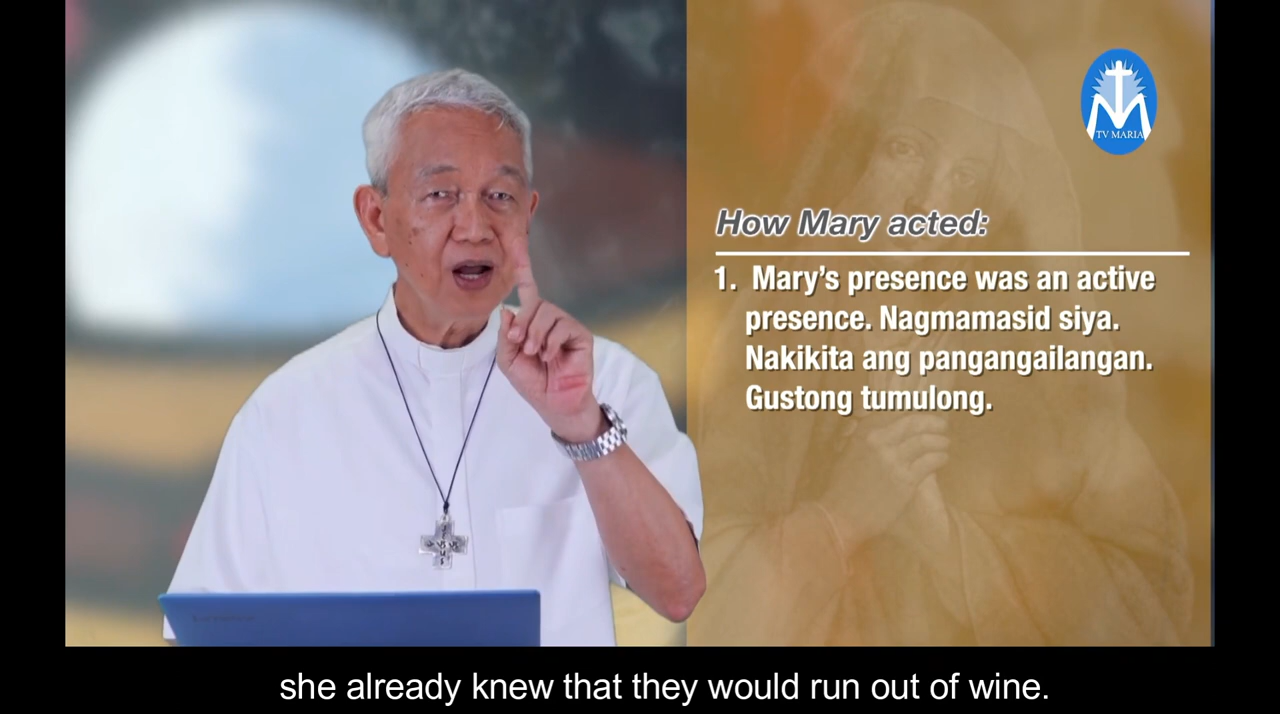 TV MARIA
How Mary acted:
1. Mary's presence was an active
presence. Nagmamasid siya.
Nakikita ang pangangailangan.
Gustong tumulong.
she already knew that they would run out of wine.